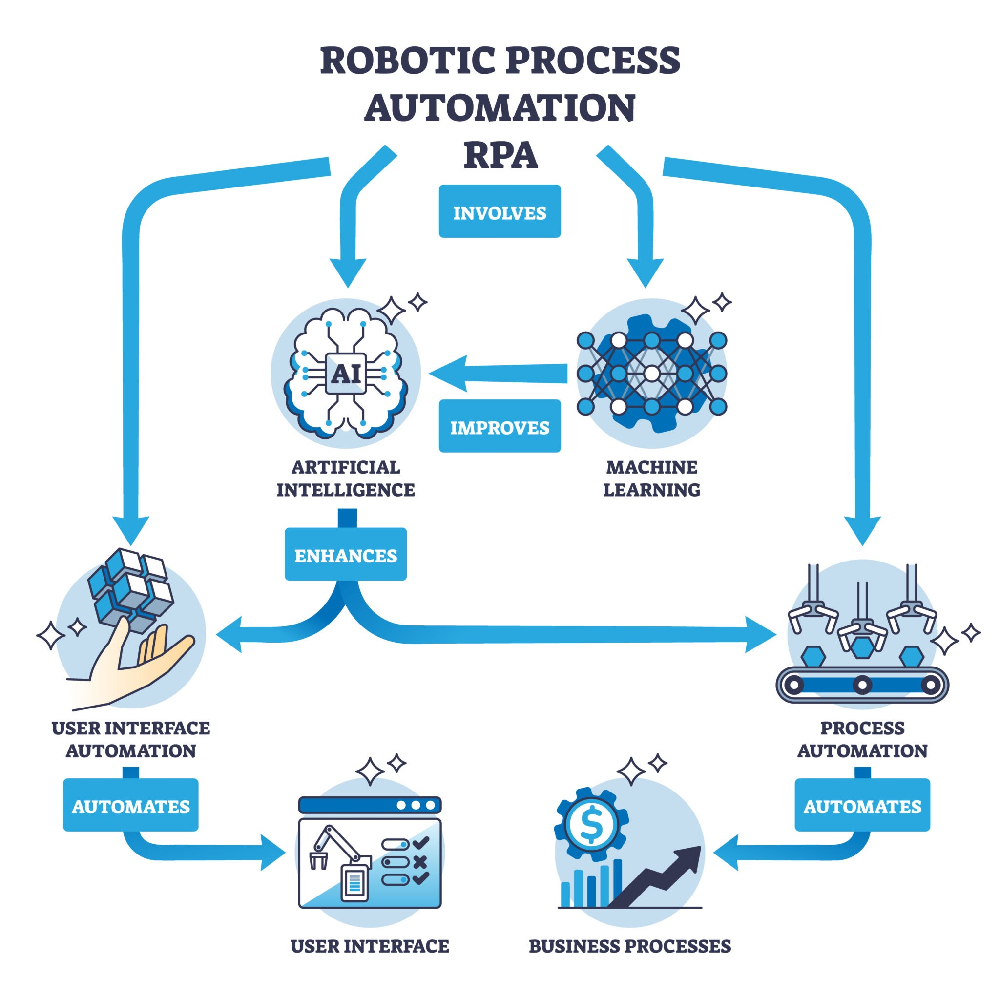 ROBOTIC PROCESS
AUTOMATION
RPA
INVOLVES
AI
IMPROVES
ARTIFICIAL
INTELLIGENCE
MACHINE
LEARNING
ENHANCES
USER INTERFACE
AUTOMATION
PROCESS
AUTOMATION
AUTOMATES
AUTOMATES
$
USER INTERFACE
BUSINESS PROCESSES